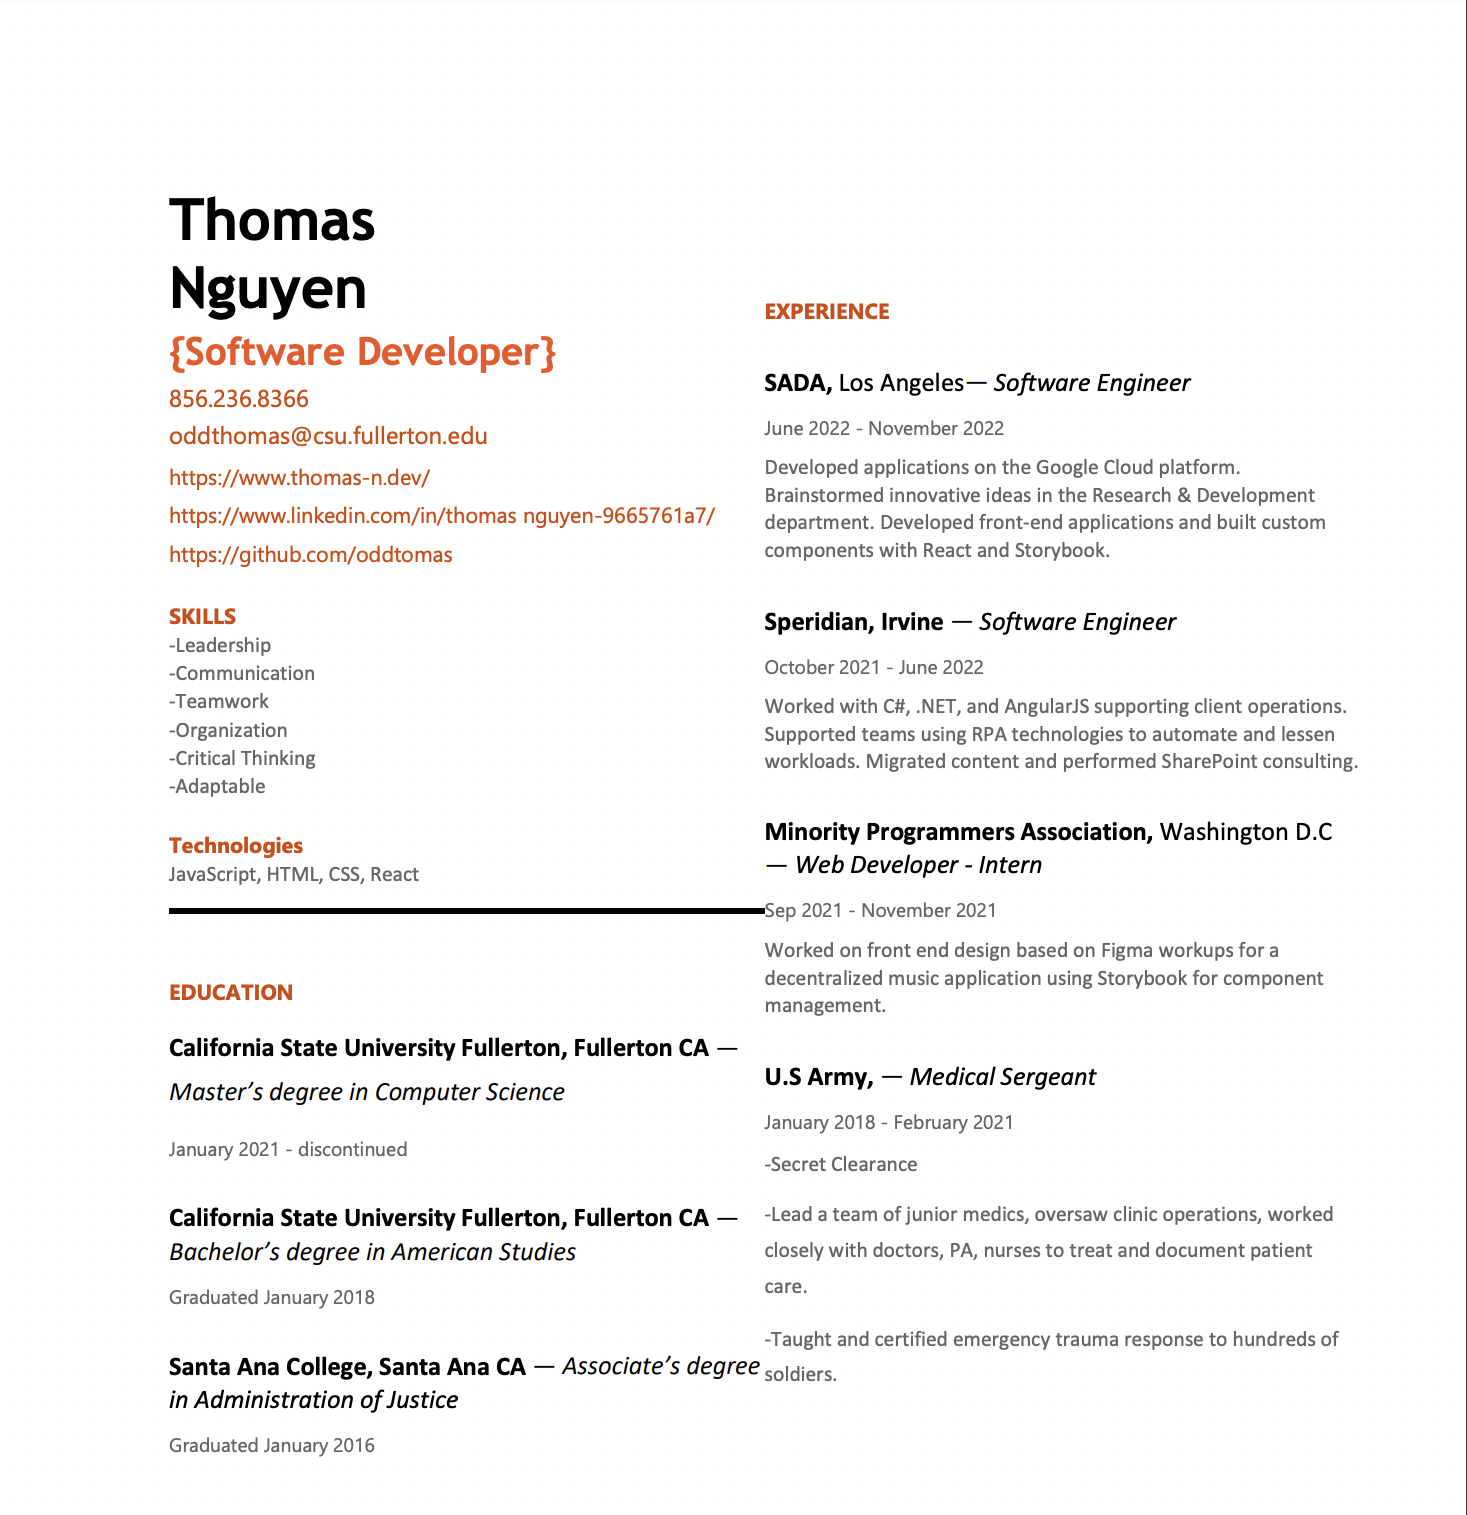 Thomas
Nguyen
{Software Developer}
856.236.8366
oddthomas@csu.fullerton.edu
https://www.thomas-n.dev/
https://www.linkedin.com/in/thomas nguyen-9665761a7/
https://github.com/oddtomas
SKILLS
-Leadership
-Communication
-Teamwork
-Organization
-Critical Thinking
-Adaptable
Technologies
JavaScript, HTML, CSS, React
EDUCATION
California State University Fullerton, Fullerton CA —
Master’s degree in Computer Science
January 2021 - discontinued
California State University Fullerton, Fullerton CA —
Bachelor’s degree in American Studies
Graduated January 2018
Santa Ana College, Santa Ana CA — Associate’s degree
in Administration of Justice
Graduated January 2016
EXPERIENCE
SADA, Los Angeles— Software Engineer
June 2022 - November 2022
Developed applications on the Google Cloud platform.
Brainstormed innovative ideas in the Research & Development
department. Developed front-end applications and built custom
components with React and Storybook.
Speridian, Irvine — Software Engineer
October 2021 - June 2022
Worked with C#, .NET, and AngularJS supporting client operations.
Supported teams using RPA technologies to automate and lessen
workloads. Migrated content and performed SharePoint consulting.
Minority Programmers Association, Washington D.C
— Web Developer - Intern
Sep 2021 - November 2021
Worked on front end design based on Figma workups for a
decentralized music application using Storybook for component
management.
U.S Army, — Medical Sergeant
January 2018 - February 2021
-Secret Clearance
-Lead a team of junior medics, oversaw clinic operations, worked
closely with doctors, PA, nurses to treat and document patient
care.
-Taught and certified emergency trauma response to hundreds of
soldiers.